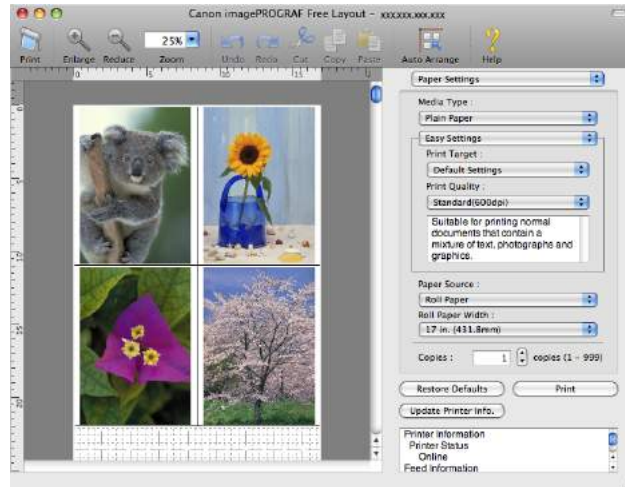 Canon imagePROGRAF Free Layout - xxx.xxx.xxx.xxx
25%
Print Enlarge Reduce Zoom Undo Redo Cut Copy Paste Auto Arrange Help
Paper Settings
Media Type :
Plain Paper
Easy Settings
Print Target :
Default Settings
Print Quality :
Standard(600dpi)
Suitable for printing normal
documents that contain a
mixture of text, photographs and
graphics.
Paper Source :
Roll Paper
Roll Paper Width :
17 in. (431.8mm)
Copies : 1 copies (1 - 999)
Restore Defaults Print
Update Printer Info.
Printer Information
Printer Status
Online
Feed Information